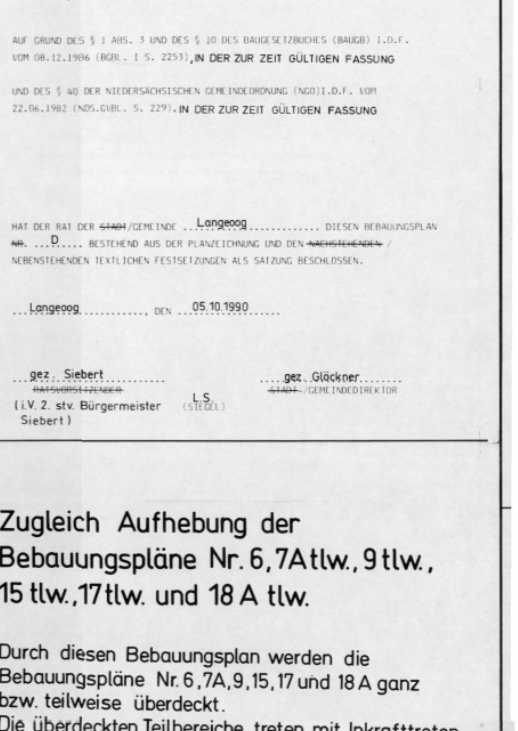 AUF GRUND DES § 1 ABS. 3 UND DES § 10 DES BAUGESETZBUCHES (BAUGB) I.D.F.
VOM 08.12.1986 (BGBL. I S. 2253), IN DER ZUR ZEIT GÜLTIGEN FASSUNG
UND DES § 40 DER NIEDERSÄCHSISCHEN GEMEINDEORDNUNG (NGO) I.D.F. VOM
22.06.1982 (NDS.GVBL. S. 229). IN DER ZUR ZEIT GÜLTIGEN FASSUNG
HAT DER RAT DER STADT/GEMEINDE ...Langeoog............. DIESEN BEBAUUNGSPLAN
NR. ....D..... BESTEHEND AUS DER PLANZEICHNUNG UND DEN NACHSTEHENDEN /
NEBENSTEHENDEN TEXTLICHEN FESTSETZUNGEN ALS SATZUNG BESCHLOSSEN.
...Langeoog............, DEN ...05.10.1990......
...gez. Siebert........... ....gez. Glöckner.......
RATSVORSITZENDER STADT-/GEMEINDEDIREKTOR
(i.V. 2. stv. Bürgermeister L.S.
Siebert) (SIEGEL)
Zugleich Aufhebung der
Bebauungspläne Nr. 6, 7A tlw., 9 tlw.,
15 tlw., 17 tlw. und 18 A tlw.
Durch diesen Bebauungsplan werden die
Bebauungspläne Nr. 6, 7A, 9, 15, 17 und 18 A ganz
bzw. teilweise überdeckt.
Die überdeckten Teilbereiche treten mit Inkrafttreten